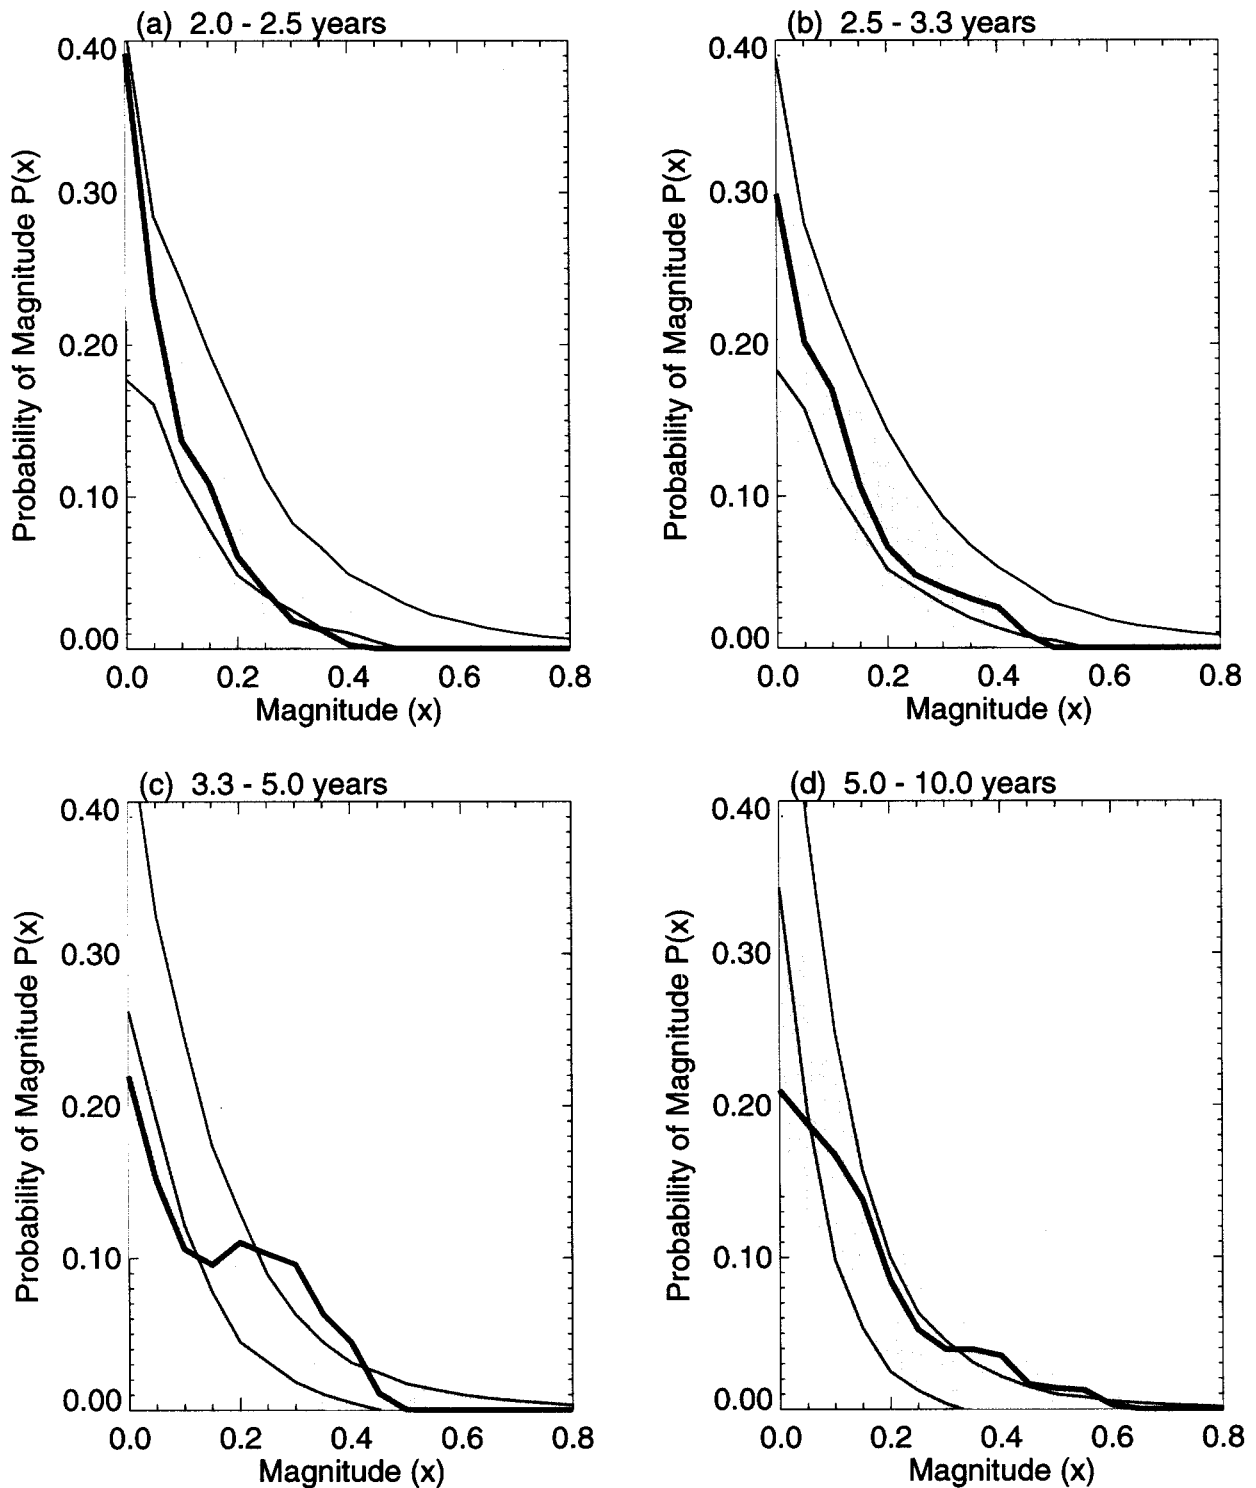 (a) 2.0 - 2.5 years
0.40
0.30
0.20
0.10
0.00
Probability of Magnitude P(x)
0.0 0.2 0.4 0.6 0.8
Magnitude (x)
(b) 2.5 - 3.3 years
0.40
0.30
0.20
0.10
0.00
Probability of Magnitude P(x)
0.0 0.2 0.4 0.6 0.8
Magnitude (x)
(c) 3.3 - 5.0 years
0.40
0.30
0.20
0.10
0.00
Probability of Magnitude P(x)
0.0 0.2 0.4 0.6 0.8
Magnitude (x)
(d) 5.0 - 10.0 years
0.40
0.30
0.20
0.10
0.00
Probability of Magnitude P(x)
0.0 0.2 0.4 0.6 0.8
Magnitude (x)